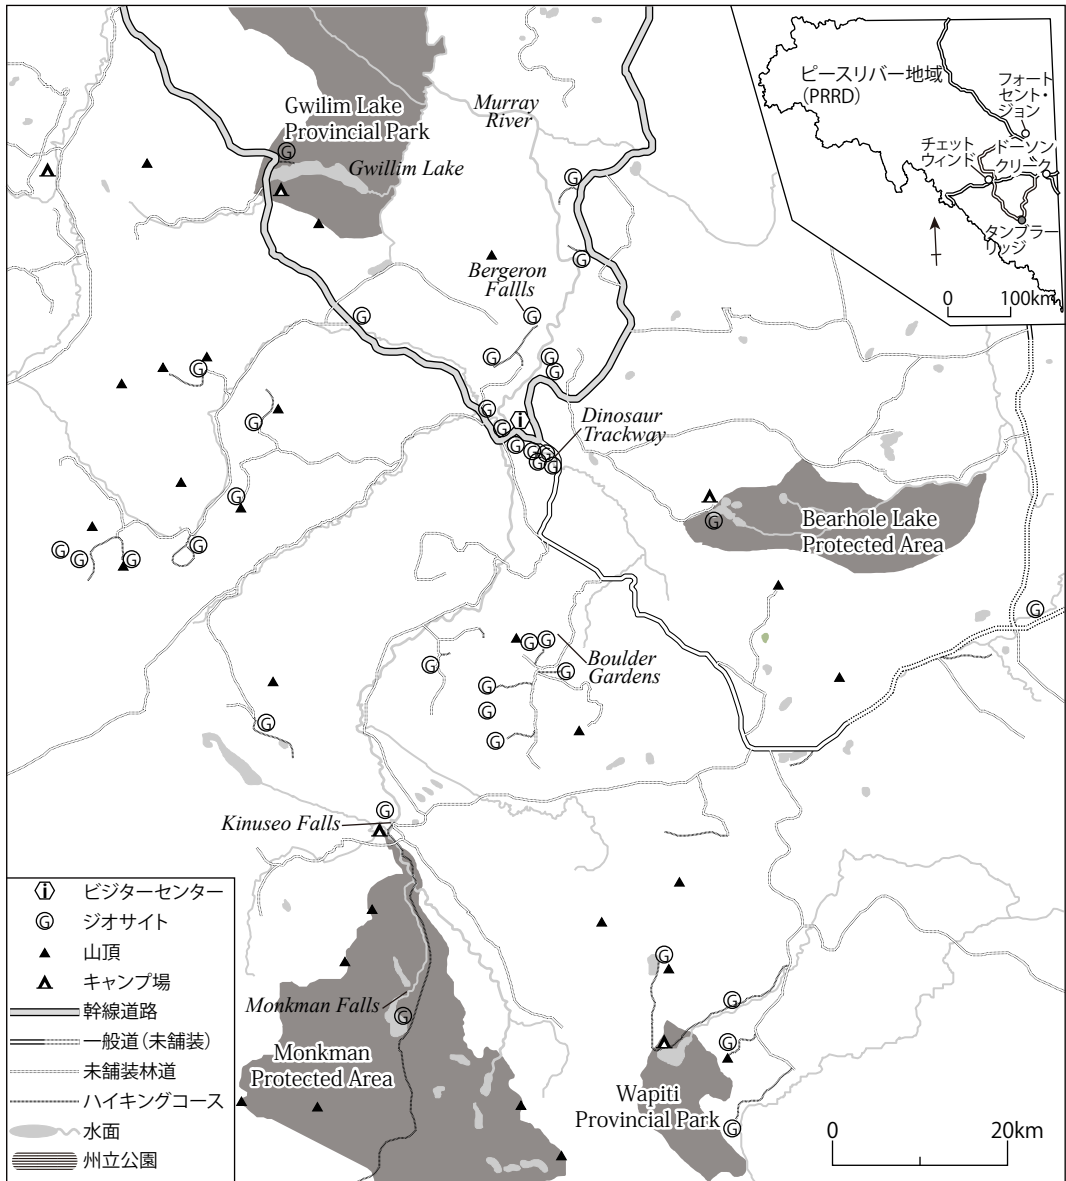 Gwilim Lake
Provincial Park
Gwillim Lake
Murray
River
Bergeron
Fallls
ピースリバー地域
(PRRD)
フォート
セント・
ジョン
チェット
ウィンド
ドーソン
クリーク
タンブラー
リッジ
0 100km
G
i
Dinosaur
Trackway
Bearhole Lake
Protected Area
Boulder
Gardens
Kinuseo Falls
Monkman Falls
Monkman
Protected Area
Wapiti
Provincial Park
i ビジターセンター
G ジオサイト
山頂
キャンプ場
幹線道路
一般道(未舗装)
未舗装林道
ハイキングコース
水面
州立公園
0 20km